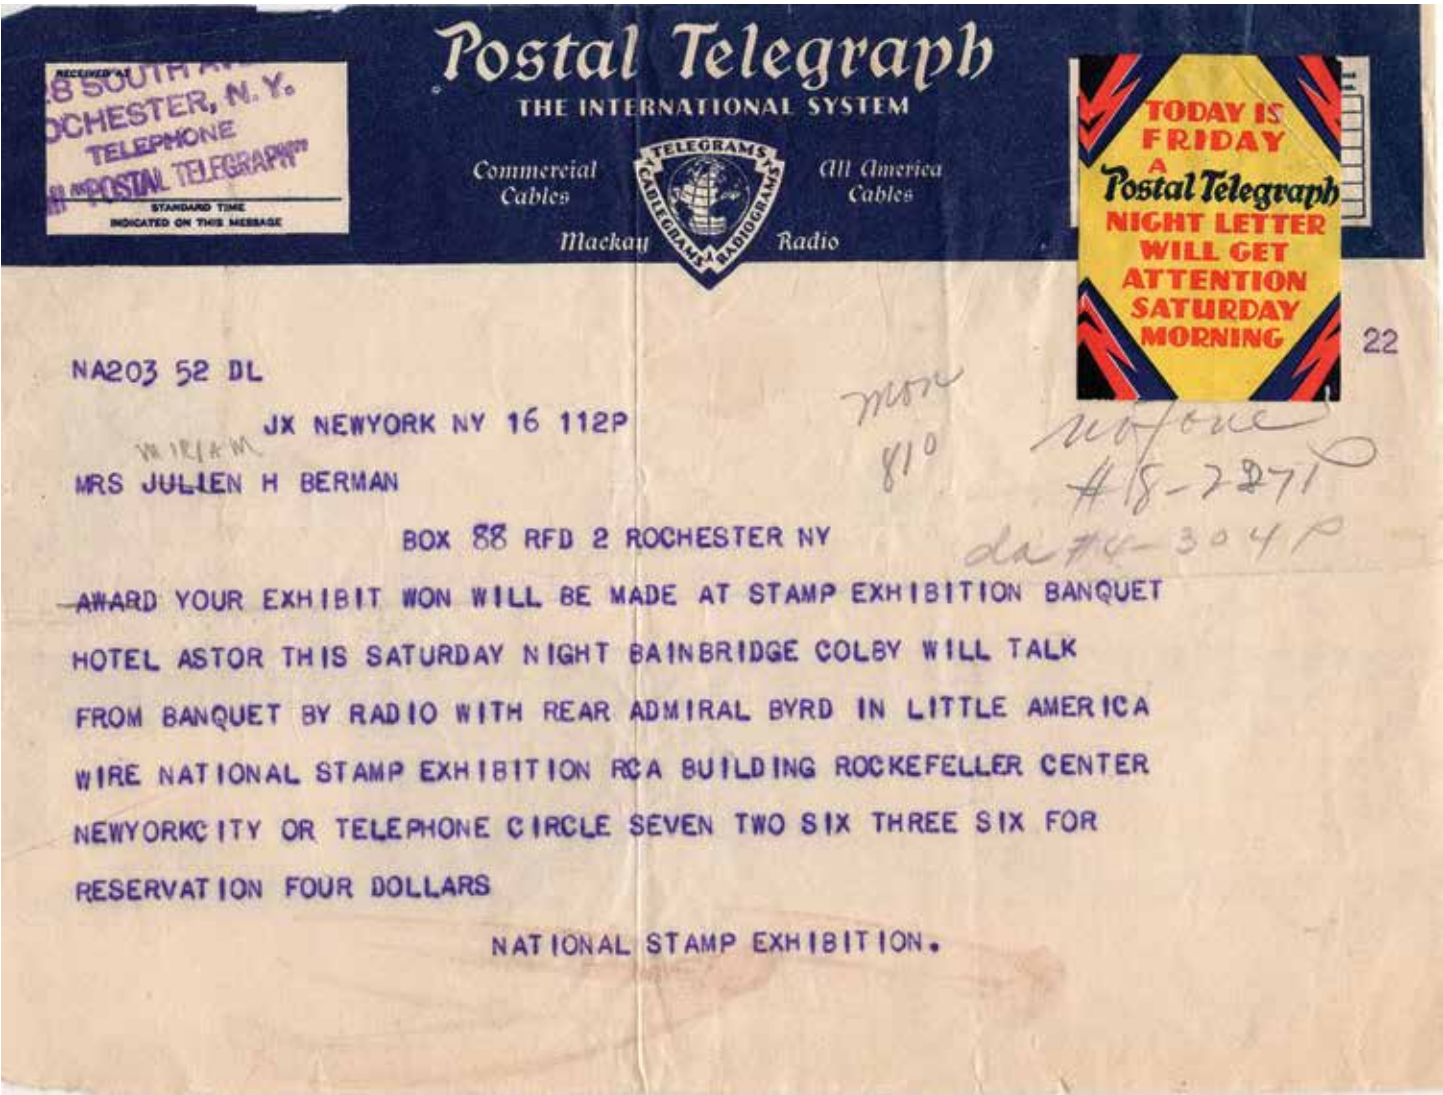 Postal Telegraph
THE INTERNATIONAL SYSTEM
Commercial Cables
All America Cables
Mackay Radio
TELEGRAMS
CABLEGRAMS
RADIOGRAMS
RECEIVED AT
SOUTH
ROCHESTER, N. Y.
TELEPHONE
"POSTAL TELEGRAPH"
STANDARD TIME
INDICATED ON THIS MESSAGE
TODAY IS
FRIDAY
A
Postal Telegraph
NIGHT LETTER
WILL GET
ATTENTION
SATURDAY
MORNING
22
NA203 52 DL
JX NEWYORK NY 16 112P
MIRIAM
MRS JULIEN H BERMAN
BOX 88 RFD 2 ROCHESTER NY
mon
810
no fone
AWARD YOUR EXHIBIT WON WILL BE MADE AT STAMP EXHIBITION BANQUET
HOTEL ASTOR THIS SATURDAY NIGHT BAINBRIDGE COLBY WILL TALK
FROM BANQUET BY RADIO WITH REAR ADMIRAL BYRD IN LITTLE AMERICA
WIRE NATIONAL STAMP EXHIBITION RCA BUILDING ROCKEFELLER CENTER
NEWYORKCITY OR TELEPHONE CIRCLE SEVEN TWO SIX THREE SIX FOR
RESERVATION FOUR DOLLARS
NATIONAL STAMP EXHIBITION.